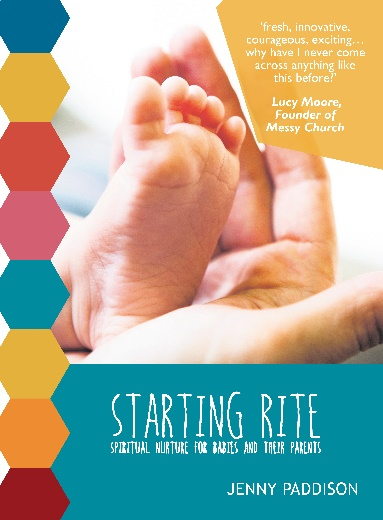 'fresh, innovative,
courageous, exciting...
why have I never come
across anything like
this before?'
Lucy Moore,
Founder of
Messy Church
STARTING RITE
SPIRITUAL NURTURE FOR BABIES AND THEIR PARENTS
JENNY PADDISON